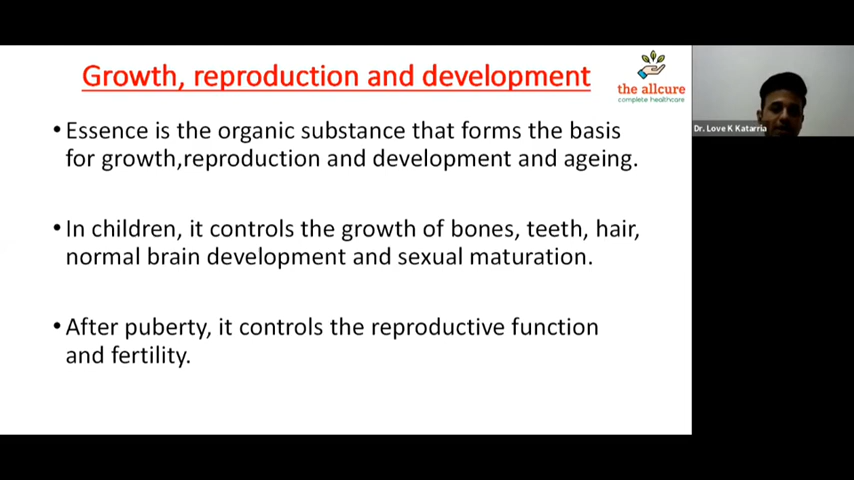 Growth, reproduction and development
the allcure
complete healthcare
Dr. Love K Katarria
• Essence is the organic substance that forms the basis
for growth,reproduction and development and ageing.
• In children, it controls the growth of bones, teeth, hair,
normal brain development and sexual maturation.
• After puberty, it controls the reproductive function
and fertility.